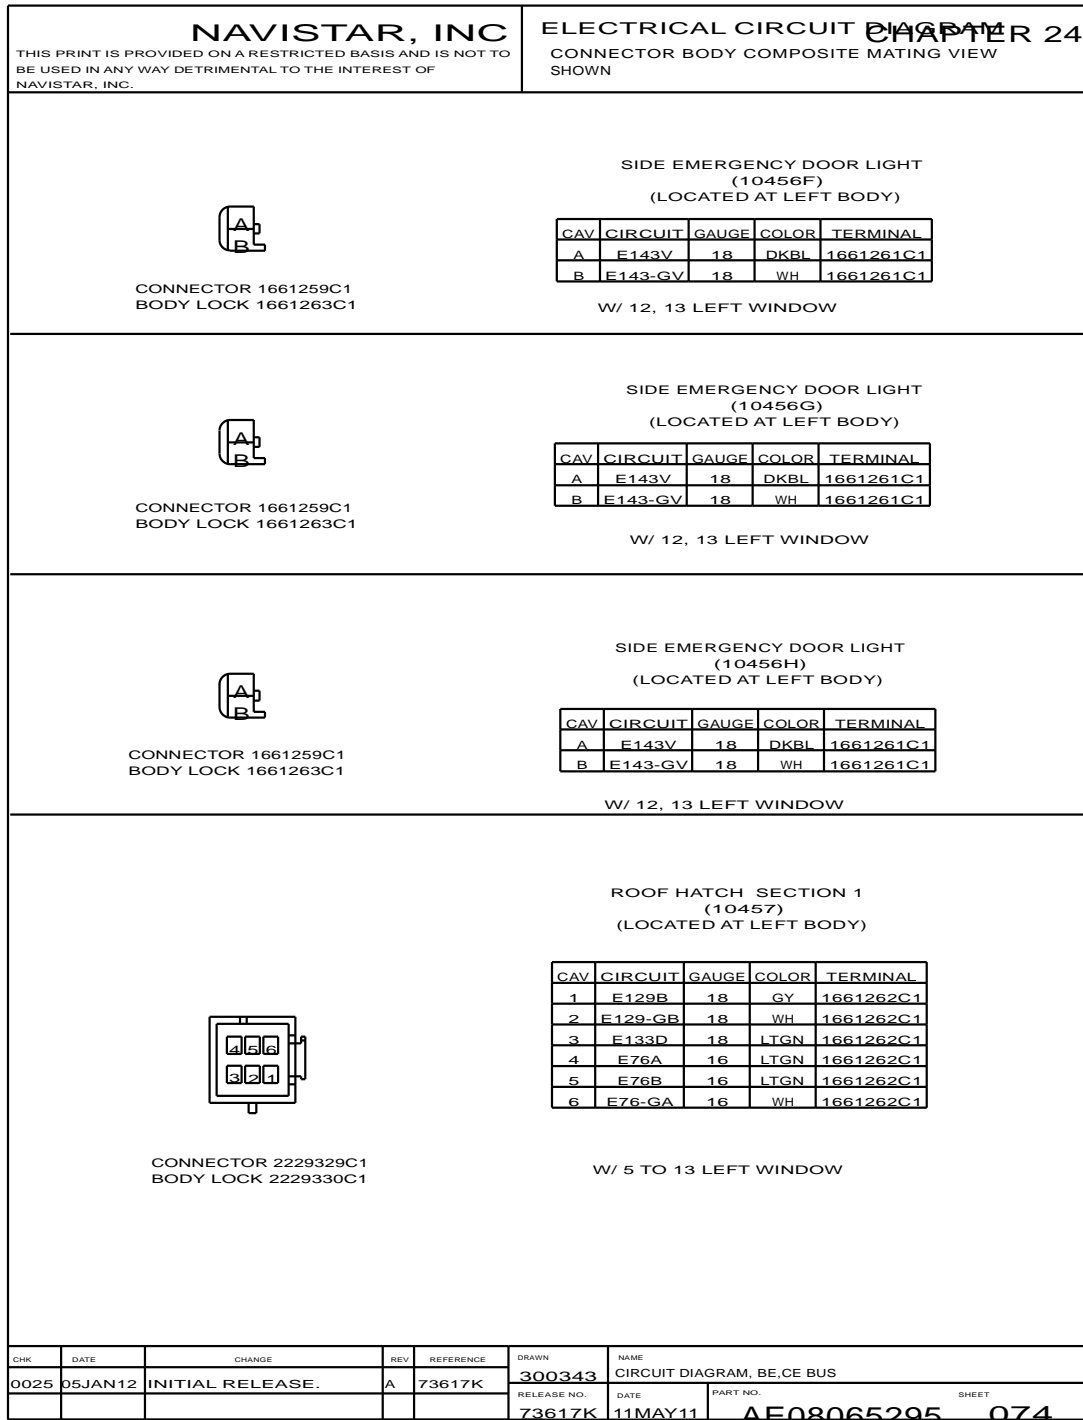 NAVISTAR, INC
THIS PRINT IS PROVIDED ON A RESTRICTED BASIS AND IS NOT TO
BE USED IN ANY WAY DETRIMENTAL TO THE INTEREST OF
NAVISTAR, INC.
ELECTRICAL CIRCUIT DIAGRAM
CHAPTER 24
CONNECTOR BODY COMPOSITE MATING VIEW
SHOWN
SIDE EMERGENCY DOOR LIGHT
(10456F)
(LOCATED AT LEFT BODY)
A
B
CONNECTOR 1661259C1
BODY LOCK 1661263C1
CAV CIRCUIT GAUGE COLOR TERMINAL
A E143V 18 DKBL 1661261C1
B E143-GV 18 WH 1661261C1
W/ 12, 13 LEFT WINDOW
SIDE EMERGENCY DOOR LIGHT
(10456G)
(LOCATED AT LEFT BODY)
A
B
CONNECTOR 1661259C1
BODY LOCK 1661263C1
CAV CIRCUIT GAUGE COLOR TERMINAL
A E143V 18 DKBL 1661261C1
B E143-GV 18 WH 1661261C1
W/ 12, 13 LEFT WINDOW
SIDE EMERGENCY DOOR LIGHT
(10456H)
(LOCATED AT LEFT BODY)
A
B
CONNECTOR 1661259C1
BODY LOCK 1661263C1
CAV CIRCUIT GAUGE COLOR TERMINAL
A E143V 18 DKBL 1661261C1
B E143-GV 18 WH 1661261C1
W/ 12, 13 LEFT WINDOW
ROOF HATCH SECTION 1
(10457)
(LOCATED AT LEFT BODY)
4 5 6
3 2 1
CONNECTOR 2229329C1
BODY LOCK 2229330C1
CAV CIRCUIT GAUGE COLOR TERMINAL
1 E129B 18 GY 1661262C1
2 E129-GB 18 WH 1661262C1
3 E133D 18 LTGN 1661262C1
4 E76A 16 LTGN 1661262C1
5 E76B 16 LTGN 1661262C1
6 E76-GA 16 WH 1661262C1
W/ 5 TO 13 LEFT WINDOW
CHK DATE CHANGE REV REFERENCE
0025 05JAN12 INITIAL RELEASE. A 73617K
DRAWN
300343
NAME
CIRCUIT DIAGRAM, BE,CE BUS
RELEASE NO.
73617K
DATE
11MAY11
PART NO.
AE08065295
SHEET
074